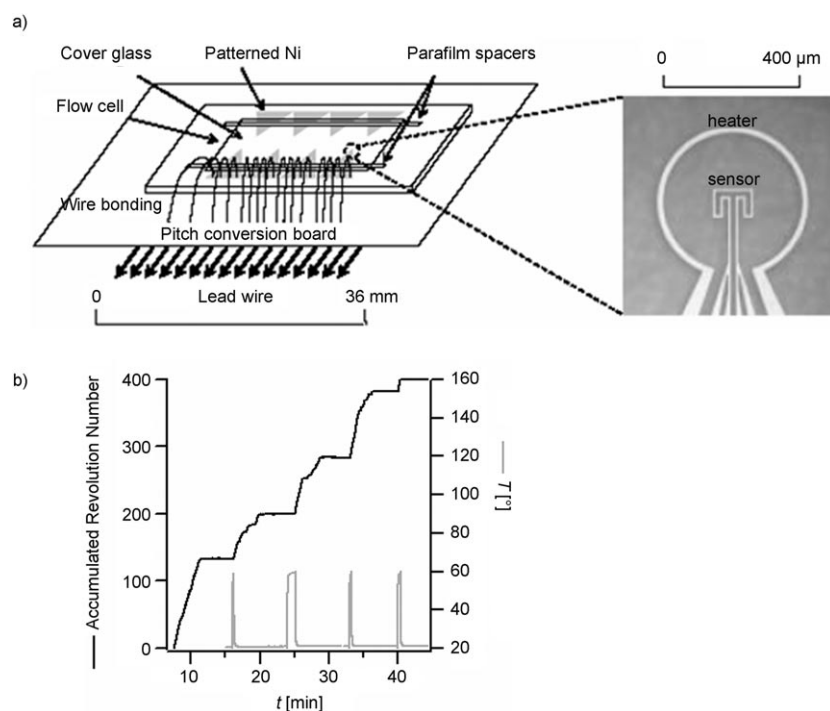 a)
Cover glass
Patterned Ni
Parafilm spacers
0 400 µm
Flow cell
heater
sensor
Wire bonding
Pitch conversion board
0 Lead wire 36 mm
b)
Accumulated Revolution Number
400
300
200
100
0
160
140
120
90
80
60
40
20
T [°]
10 20 30 40
t [min]